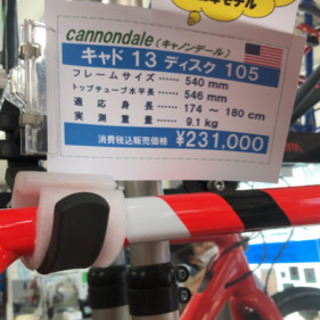 モデル
cannondale(キャノンデール)
キャド 13 ディスク 105
フレームサイズ ・・・・・・ 540 mm
トップチューブ水平長 ・・・・・・ 546 mm
適応身長 ・・・・・・ 174 ～ 180 cm
実測重量 ・・・・・・ 9.1 kg
消費税込販売価格 ¥231,000